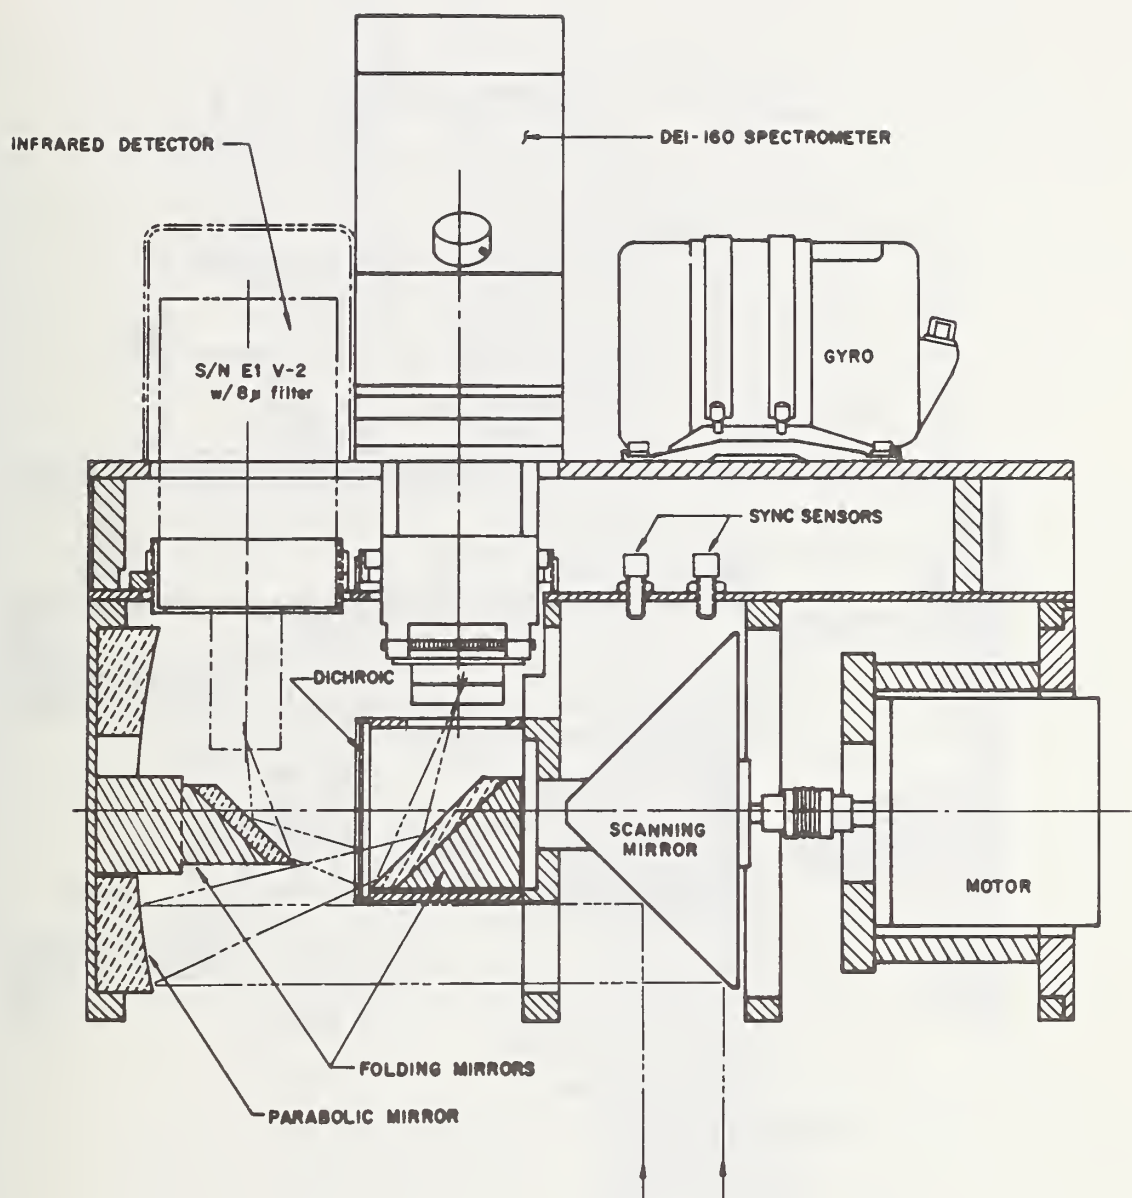 INFRARED DETECTOR
DEI-160 SPECTROMETER
S/N E1 V-2
w/8μ filter
GYRO
SYNC SENSORS
DICHROIC
SCANNING
MIRROR
MOTOR
FOLDING MIRRORS
PARABOLIC MIRROR